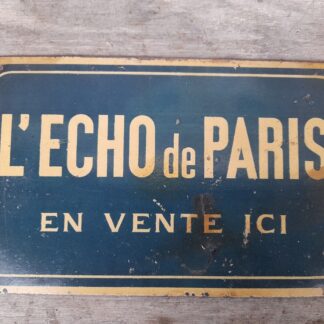 L'ECHO de PARIS
EN VENTE ICI